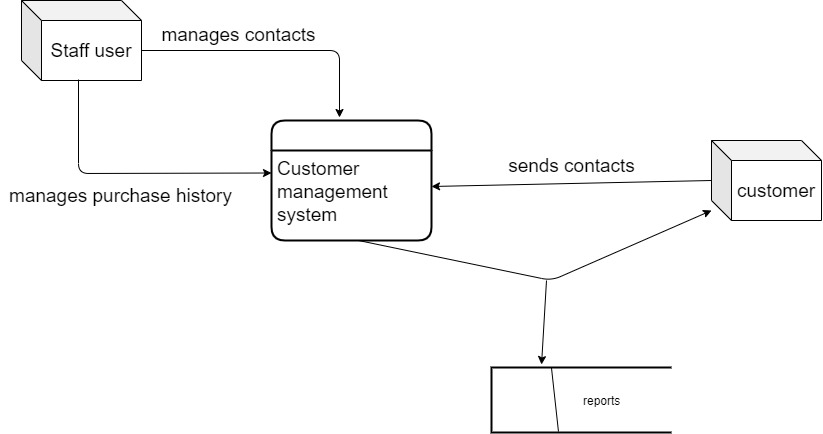 manages contacts
Staff user
Customer
management
system
sends contacts
customer
manages purchase history
reports